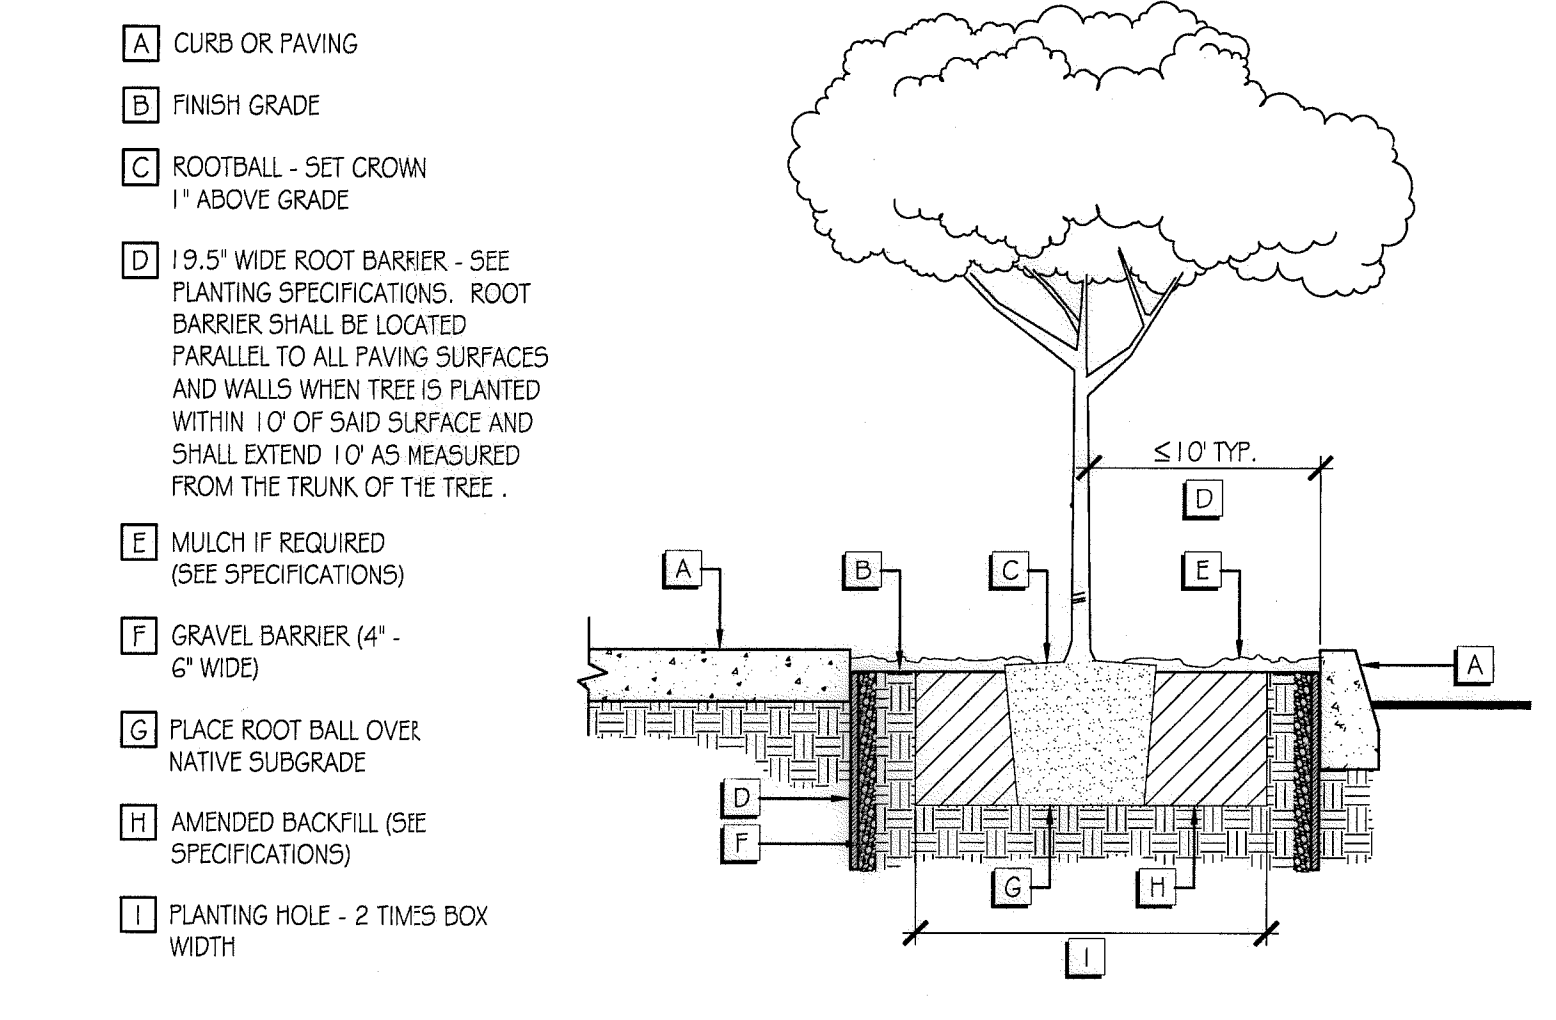 A CURB OR PAVING
B FINISH GRADE
C ROOTBALL - SET CROWN
1" ABOVE GRADE
D 19.5" WIDE ROOT BARRIER - SEE
PLANTING SPECIFICATIONS. ROOT
BARRIER SHALL BE LOCATED
PARALLEL TO ALL PAVING SURFACES
AND WALLS WHEN TREE IS PLANTED
WITHIN 10' OF SAID SURFACE AND
SHALL EXTEND 10' AS MEASURED
FROM THE TRUNK OF THE TREE .
E MULCH IF REQUIRED
(SEE SPECIFICATIONS)
F GRAVEL BARRIER (4" -
6" WIDE)
G PLACE ROOT BALL OVER
NATIVE SUBGRADE
H AMENDED BACKFILL (SEE
SPECIFICATIONS)
I PLANTING HOLE - 2 TIMES BOX
WIDTH
≤10' TYP.
D
A
B
C
E
A
D
F
G
H
I